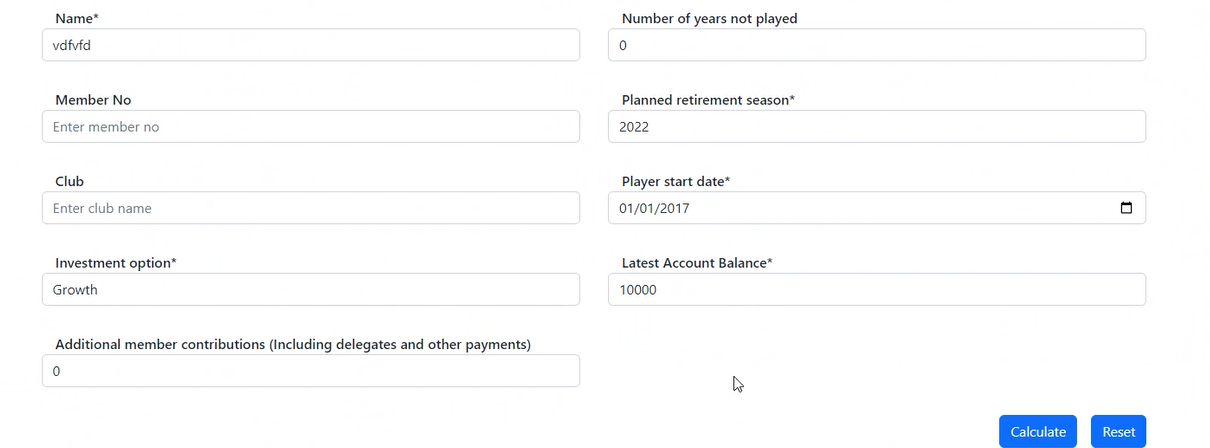 Name*
Number of years not played
vdfvfd
0
Member No
Planned retirement season*
Enter member no
2022
Club
Player start date*
Enter club name
01/01/2017
Investment option*
Latest Account Balance*
Growth
10000
Additional member contributions (Including delegates and other payments)
0
Calculate
Reset